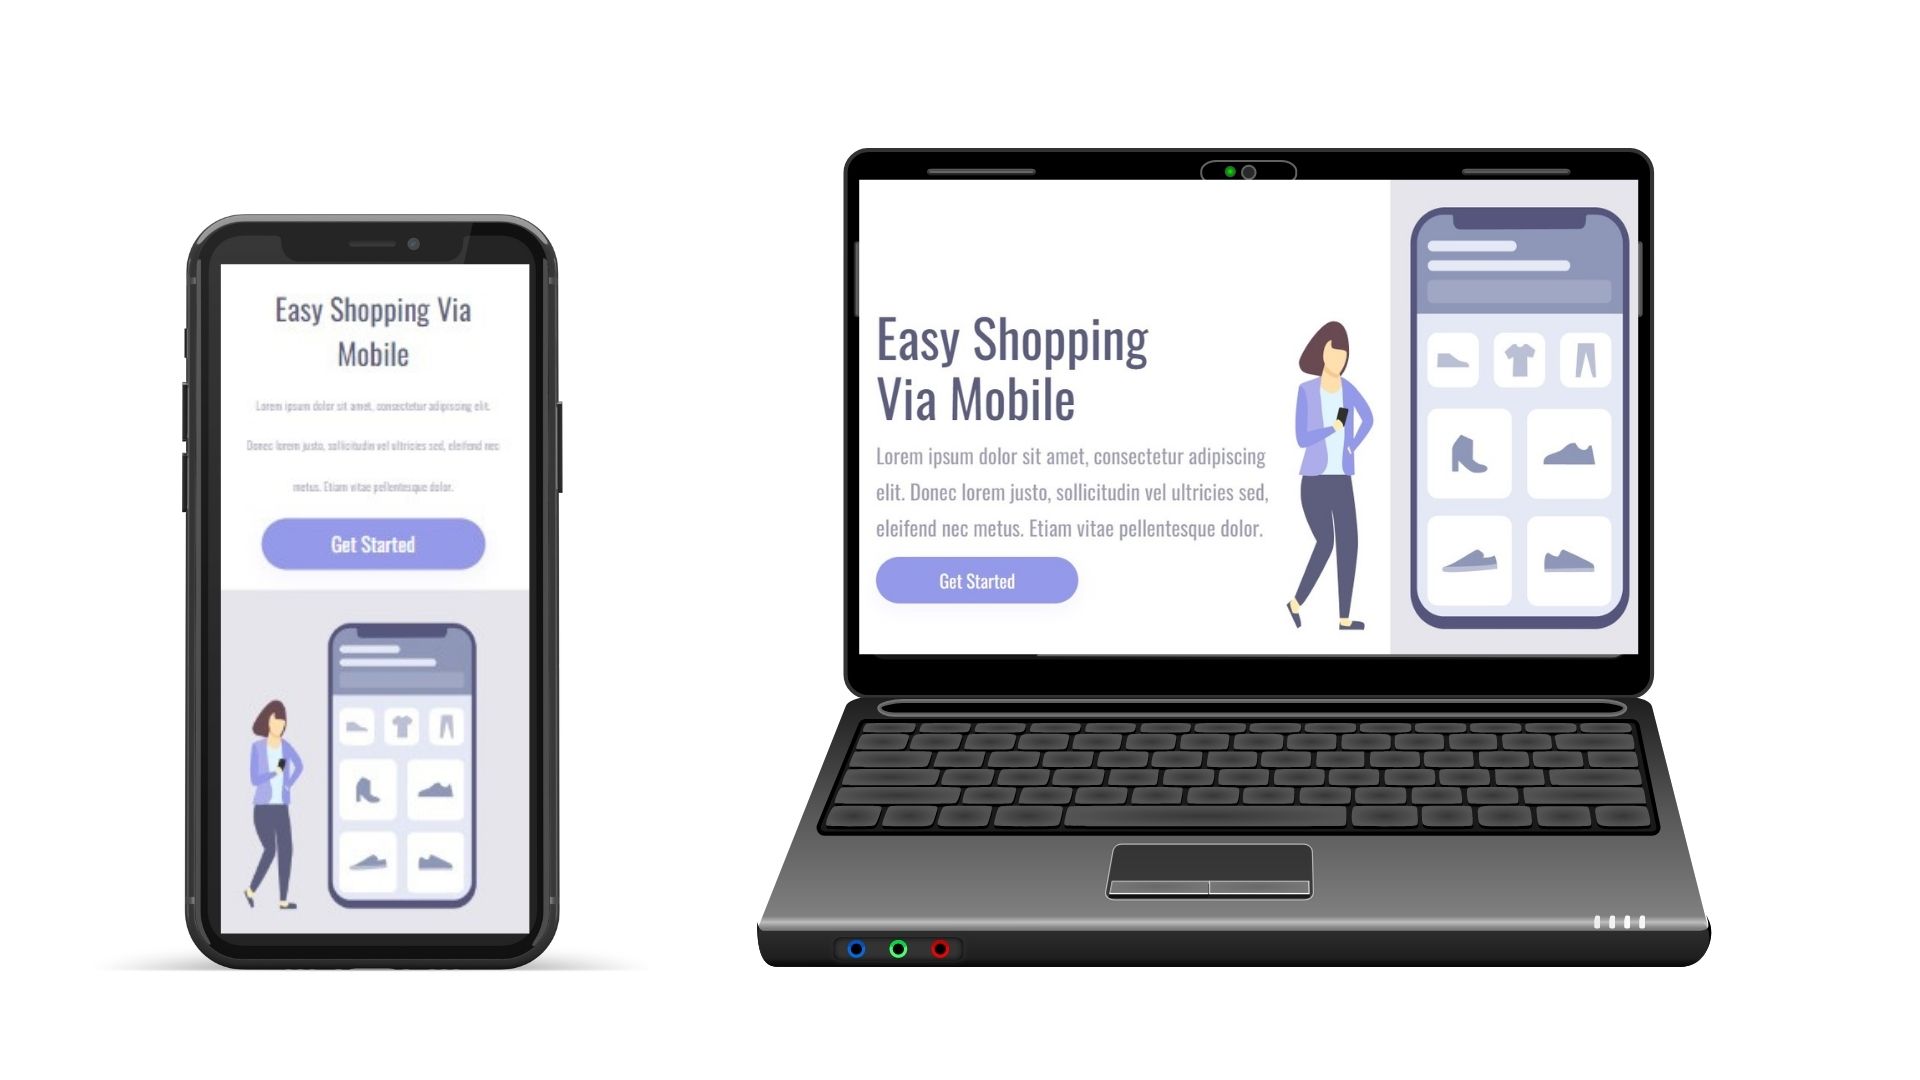 Easy Shopping Via
Mobile
Lorem ipsum dolor sit amet, consectetur adipiscing elit.
Donec lorem justo, sollicitudin vel ultricies sed, eleifend nec
metus. Etiam vitae pellentesque dolor.
Get Started
Easy Shopping
Via Mobile
Lorem ipsum dolor sit amet, consectetur adipiscing
elit. Donec lorem justo, sollicitudin vel ultricies sed,
eleifend nec metus. Etiam vitae pellentesque dolor.
Get Started